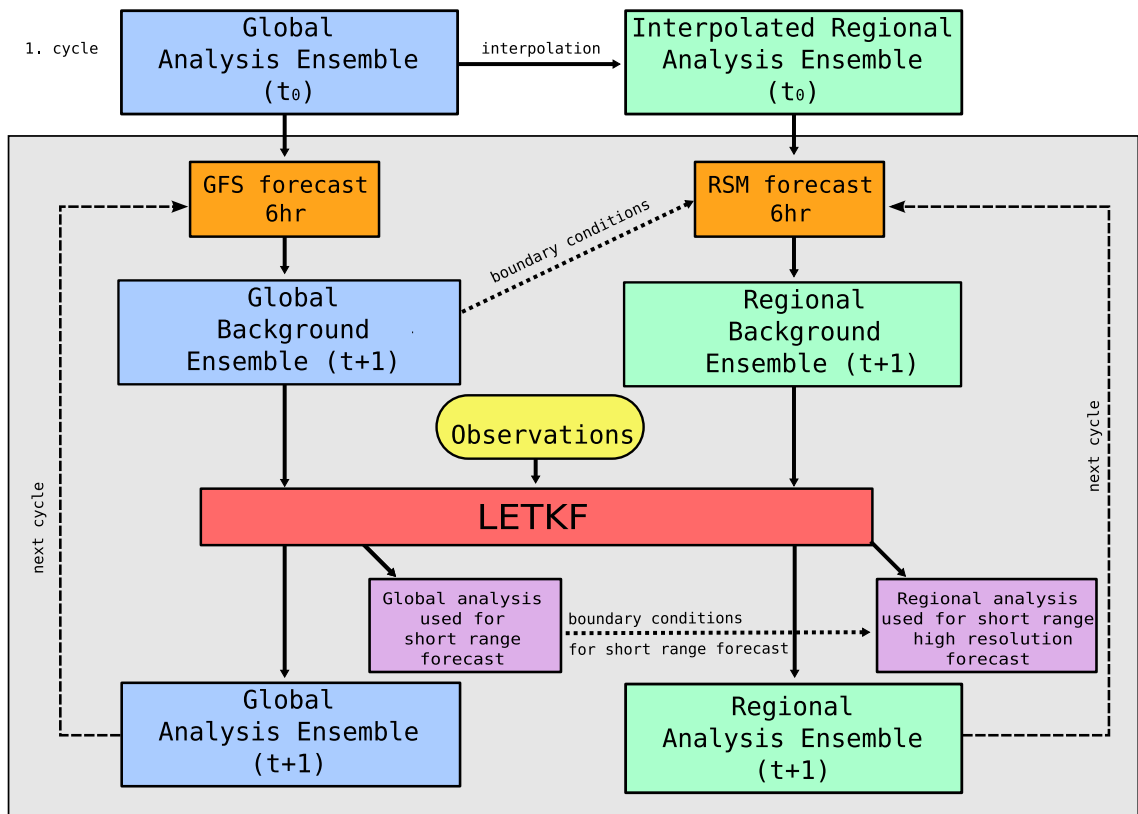 1. cycle
Global
Analysis Ensemble
(t₀)
interpolation
Interpolated Regional
Analysis Ensemble
(t₀)
GFS forecast
6hr
boundary conditions
RSM forecast
6hr
Global
Background
Ensemble (t+1)
Regional
Background
Ensemble (t+1)
Observations
next cycle
next cycle
LETKF
Global analysis
used for
short range
forecast
boundary conditions
for short range forecast
Regional analysis
used for short range
high resolution
forecast
Global
Analysis Ensemble
(t+1)
Regional
Analysis Ensemble
(t+1)